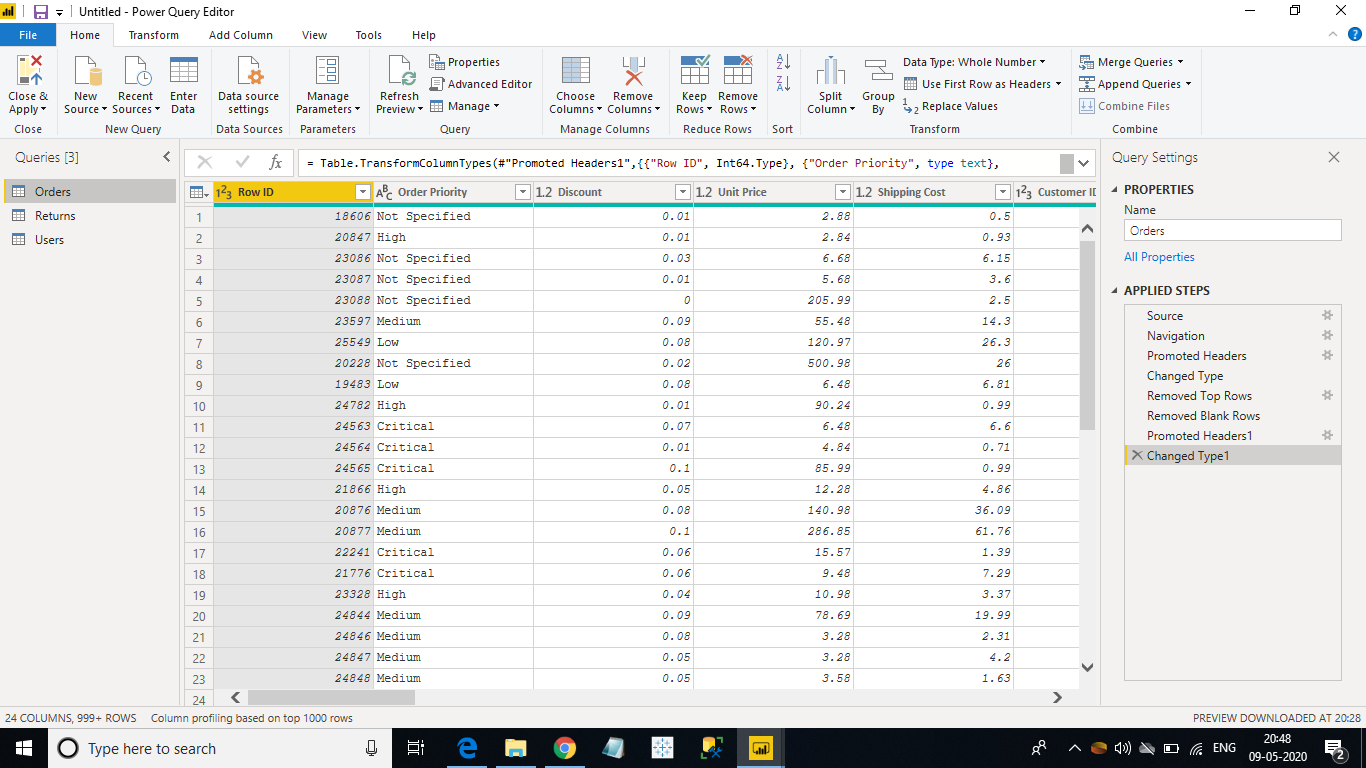 Untitled - Power Query Editor
File Home Transform Add Column View Tools Help
Close & Apply
New Source
Recent Sources
Enter Data
Data source settings
Manage Parameters
Refresh Preview
Properties
Advanced Editor
Manage
Choose Columns
Remove Columns
Keep Rows
Remove Rows
A Z
Z A
Split Column
Group By
Data Type: Whole Number
Use First Row as Headers
1 2 Replace Values
Merge Queries
Append Queries
Combine Files
Close New Query Data Sources Parameters Query Manage Columns Reduce Rows Sort Transform Combine
Queries [3]
Orders
Returns
Users
fx = Table.TransformColumnTypes(#"Promoted Headers1",{{"Row ID", Int64.Type}, {"Order Priority", type text},
123 Row ID ABC Order Priority 1.2 Discount 1.2 Unit Price 1.2 Shipping Cost 123 Customer ID
1 18606 Not Specified 0.01 2.88 0.5
2 20847 High 0.01 2.84 0.93
3 23086 Not Specified 0.03 6.68 6.15
4 23087 Not Specified 0.01 5.68 3.6
5 23088 Not Specified 0 205.99 2.5
6 23597 Medium 0.09 55.48 14.3
7 25549 Low 0.08 120.97 26.3
8 20228 Not Specified 0.02 500.98 26
9 19483 Low 0.08 6.48 6.81
10 24782 High 0.01 90.24 0.99
11 24563 Critical 0.07 6.48 6.6
12 24564 Critical 0.01 4.84 0.71
13 24565 Critical 0.1 85.99 0.99
14 21866 High 0.05 12.28 4.86
15 20876 Medium 0.08 140.98 36.09
16 20877 Medium 0.1 286.85 61.76
17 22241 Critical 0.06 15.57 1.39
18 21776 Critical 0.06 9.48 7.29
19 23328 High 0.04 10.98 3.37
20 24844 Medium 0.09 78.69 19.99
21 24846 Medium 0.08 3.28 2.31
22 24847 Medium 0.05 3.28 4.2
23 24848 Medium 0.05 3.58 1.63
24
Query Settings
PROPERTIES
Name
Orders
All Properties
APPLIED STEPS
Source
Navigation
Promoted Headers
Changed Type
Removed Top Rows
Removed Blank Rows
Promoted Headers1
Changed Type1
24 COLUMNS, 999+ ROWS Column profiling based on top 1000 rows PREVIEW DOWNLOADED AT 20:28
Type here to search
ENG
20:48
09-05-2020
2